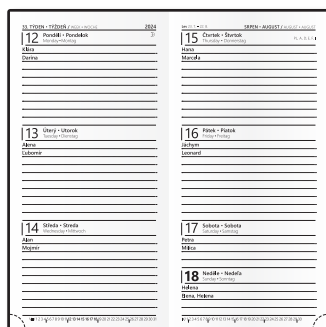 33. TÝDEN • TÝŽDEŇ / WEEK • WOCHE 2024
12 Pondělí • Pondelok
Monday • Montag
Klára
Darina
13 Úterý • Utorok
Tuesday • Dienstag
Alena
Ľubomír
14 Středa • Streda
Wednesday • Mittwoch
Alan
Mojmír
SRPEN • AUGUST / AUGUST • AUGUST
15 Čtvrtek • Štvrtok
Thursday • Donnerstag
Hana
Marcela
16 Pátek • Piatok
Friday • Freitag
Jáchym
Leonard
17 Sobota • Sobota
Saturday • Samstag
Petra
Milica
18 Neděle • Nedeľa
Sunday • Sonntag
Helena
Elena, Helena